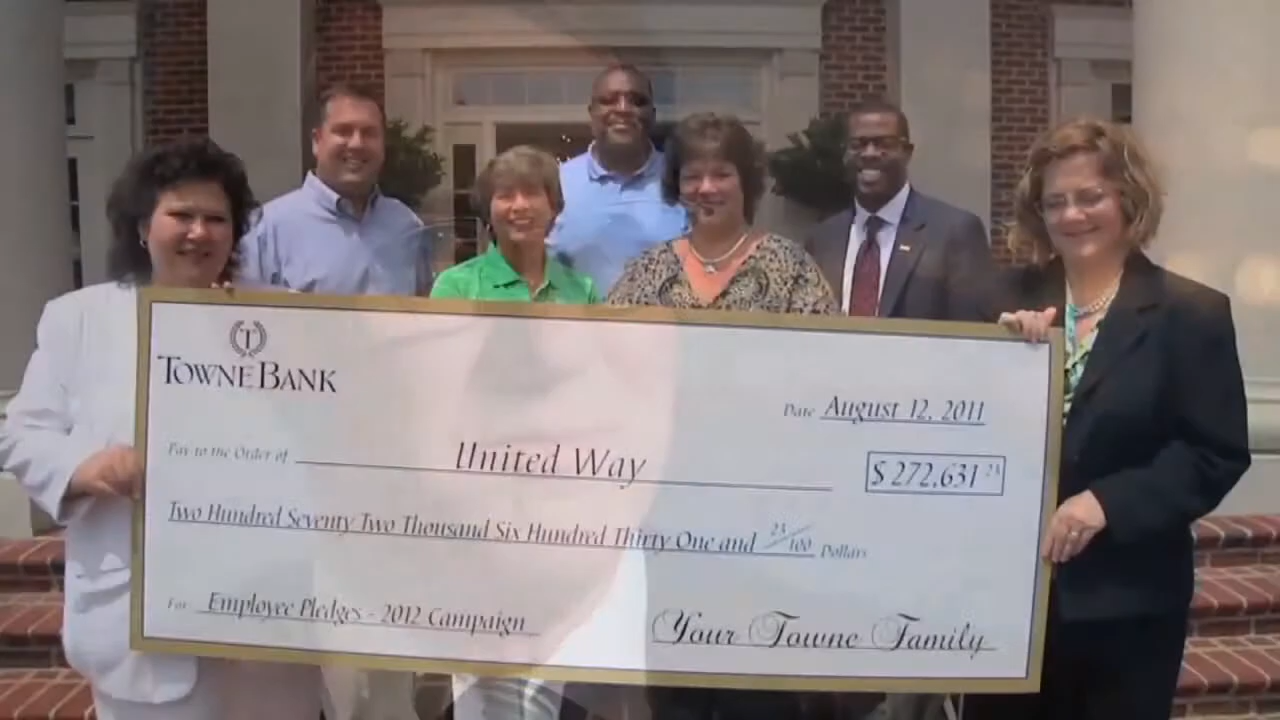 T
TOWNEBANK
Date August 12, 2011
Pay to the Order of United Way $272,631 23
Two Hundred Seventy Two Thousand Six Hundred Thirty One and 23/100 Dollars
For Employee Pledges - 2012 Campaign
Your Towne Family